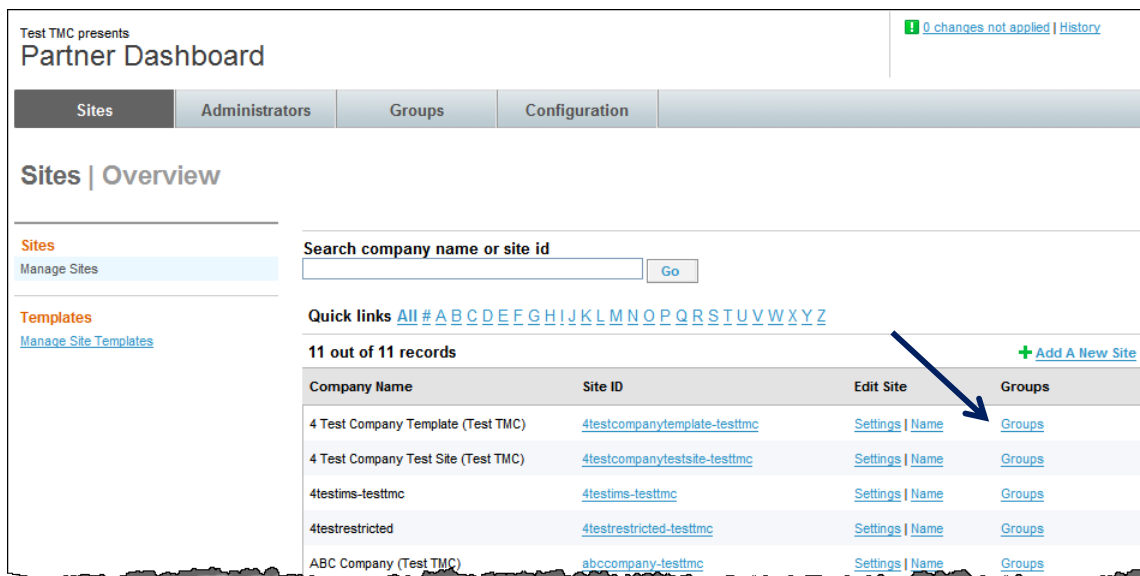 Test TMC presents
Partner Dashboard
! 0 changes not applied | History
Sites Administrators Groups Configuration
Sites | Overview
Sites
Manage Sites
Templates
Manage Site Templates
Search company name or site id
Go
Quick links All # A B C D E F G H I J K L M N O P Q R S T U V W X Y Z
11 out of 11 records + Add A New Site
Company Name Site ID Edit Site Groups
4 Test Company Template (Test TMC) 4testcompanytemplate-testtmc Settings | Name Groups
4 Test Company Test Site (Test TMC) 4testcompanytestsite-testtmc Settings | Name Groups
4testims-testtmc 4testims-testtmc Settings | Name Groups
4testrestricted 4testrestricted-testtmc Settings | Name Groups
ABC Company (Test TMC) abccompany-testtmc Settings | Name Groups